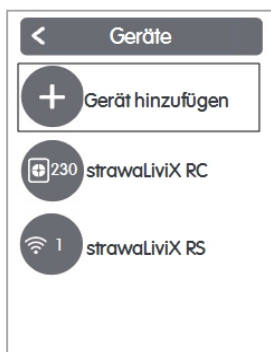 Geräte
Gerät hinzufügen
230 strawaLiviX RC
1 strawaLiviX RS